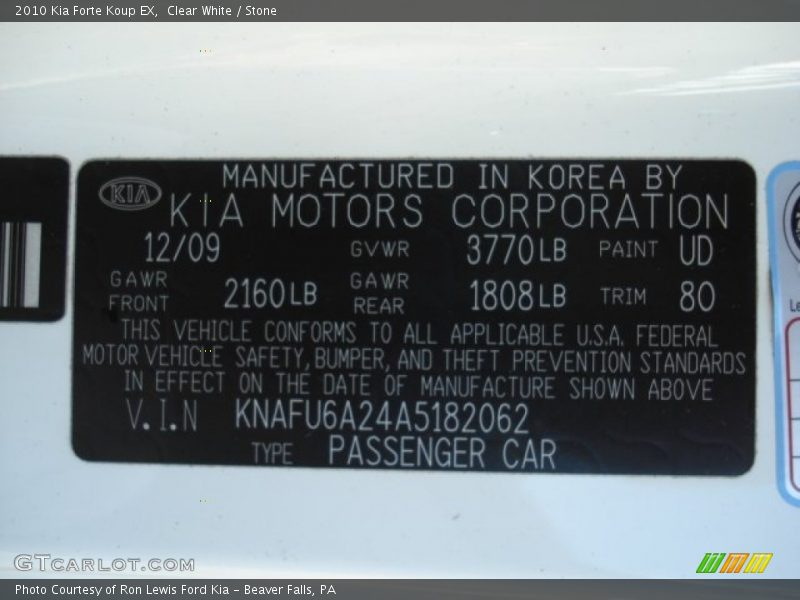 2010 Kia Forte Koup EX,  Clear White / Stone
MANUFACTURED IN KOREA BY
KIA KIA MOTORS CORPORATION
12/09 GVWR 3770LB PAINT UD
GAWR FRONT 2160LB GAWR REAR 1808LB TRIM 80
THIS VEHICLE CONFORMS TO ALL APPLICABLE U.S.A. FEDERAL
MOTOR VEHICLE SAFETY, BUMPER, AND THEFT PREVENTION STANDARDS
IN EFFECT ON THE DATE OF MANUFACTURE SHOWN ABOVE
V.I.N KNAFU6A24A5182062
TYPE PASSENGER CAR
GTCARLOT.COM
Photo Courtesy of Ron Lewis Ford Kia - Beaver Falls, PA